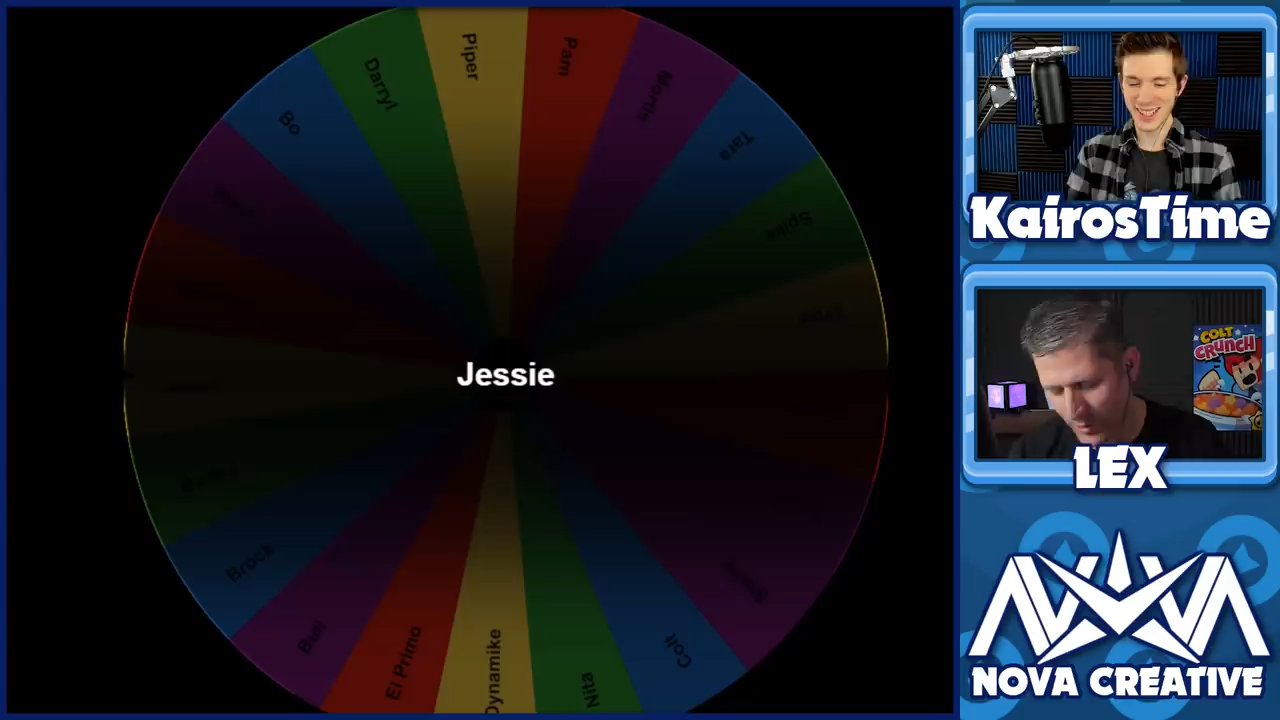 Piper
Pam
Darryl
Mortis
Bo
Tara
Spike
Jessie
Brock
Bull
El Primo
Dynamike
Nita
Colt
KairosTime
COLT
CRUNCH
LEX
NOVA CREATIVE